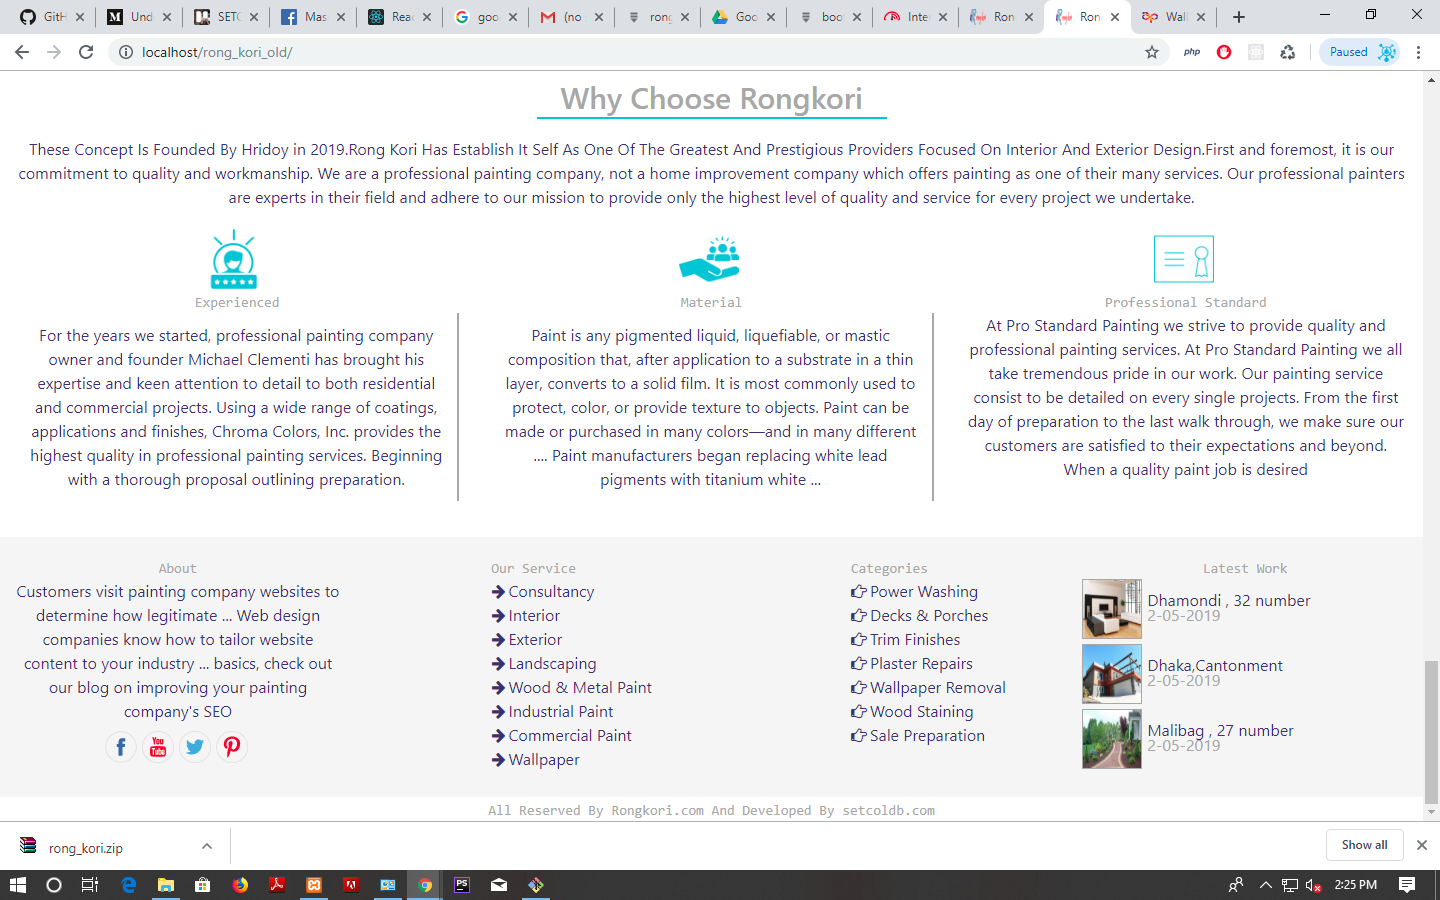 GitH
Und
SETC
Mas
Reac
goo
(no
rong
Goo
boo
Inte
Ron
Ron
Wall
localhost/rong_kori_old/
php
Paused
Why Choose Rongkori
These Concept Is Founded By Hridoy in 2019.Rong Kori Has Establish It Self As One Of The Greatest And Prestigious Providers Focused On Interior And Exterior Design.First and foremost, it is our
commitment to quality and workmanship. We are a professional painting company, not a home improvement company which offers painting as one of their many services. Our professional painters
are experts in their field and adhere to our mission to provide only the highest level of quality and service for every project we undertake.
Experienced
For the years we started, professional painting company
owner and founder Michael Clementi has brought his
expertise and keen attention to detail to both residential
and commercial projects. Using a wide range of coatings,
applications and finishes, Chroma Colors, Inc. provides the
highest quality in professional painting services. Beginning
with a thorough proposal outlining preparation.
Material
Paint is any pigmented liquid, liquefiable, or mastic
composition that, after application to a substrate in a thin
layer, converts to a solid film. It is most commonly used to
protect, color, or provide texture to objects. Paint can be
made or purchased in many colors—and in many different
.... Paint manufacturers began replacing white lead
pigments with titanium white ...
Professional Standard
At Pro Standard Painting we strive to provide quality and
professional painting services. At Pro Standard Painting we all
take tremendous pride in our work. Our painting service
consist to be detailed on every single projects. From the first
day of preparation to the last walk through, we make sure our
customers are satisfied to their expectations and beyond.
When a quality paint job is desired
About
Customers visit painting company websites to
determine how legitimate ... Web design
companies know how to tailor website
content to your industry ... basics, check out
our blog on improving your painting
company's SEO
You
Tube
Our Service
Consultancy
Interior
Exterior
Landscaping
Wood & Metal Paint
Industrial Paint
Commercial Paint
Wallpaper
Categories
Power Washing
Decks & Porches
Trim Finishes
Plaster Repairs
Wallpaper Removal
Wood Staining
Sale Preparation
Latest Work
Dhamondi , 32 number
2-05-2019
Dhaka,Cantonment
2-05-2019
Malibag , 27 number
2-05-2019
All Reserved By Rongkori.com And Developed By setcoldb.com
rong_kori.zip
Show all
PS
2:25 PM